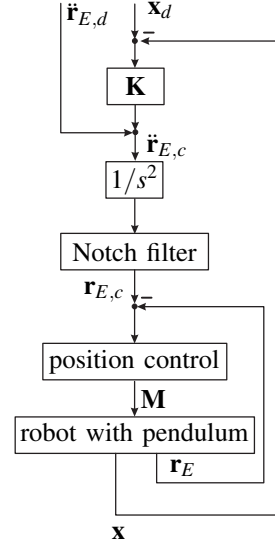 r̈_{E,d} x_d
−
K
r̈_{E,c}
1/s²
Notch filter
r_{E,c} −
position control
M
robot with pendulum
r_E
x